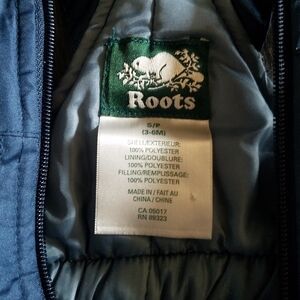 Roots
S/P
(3-6M)
SHELL/EXTERIEUR:
100% POLYESTER
LINING/DOUBLURE:
100% POLYESTER
FILLING/REMPLISSAGE:
100% POLYESTER
MADE IN / FAIT AU
CHINA / CHINE
CA 05017
RN 89323